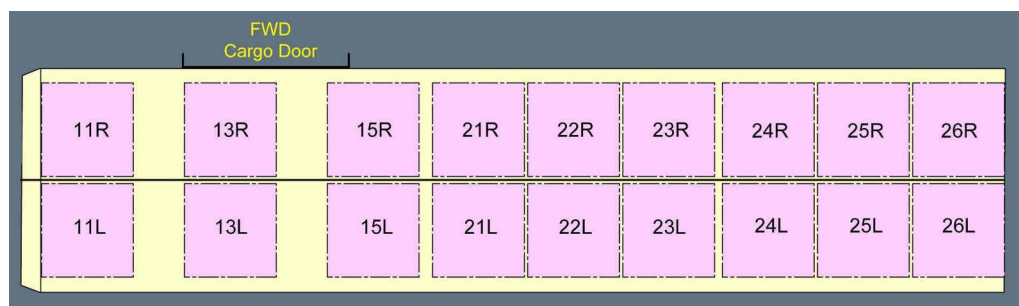 FWD
Cargo Door
11R 13R 15R 21R 22R 23R 24R 25R 26R
11L 13L 15L 21L 22L 23L 24L 25L 26L